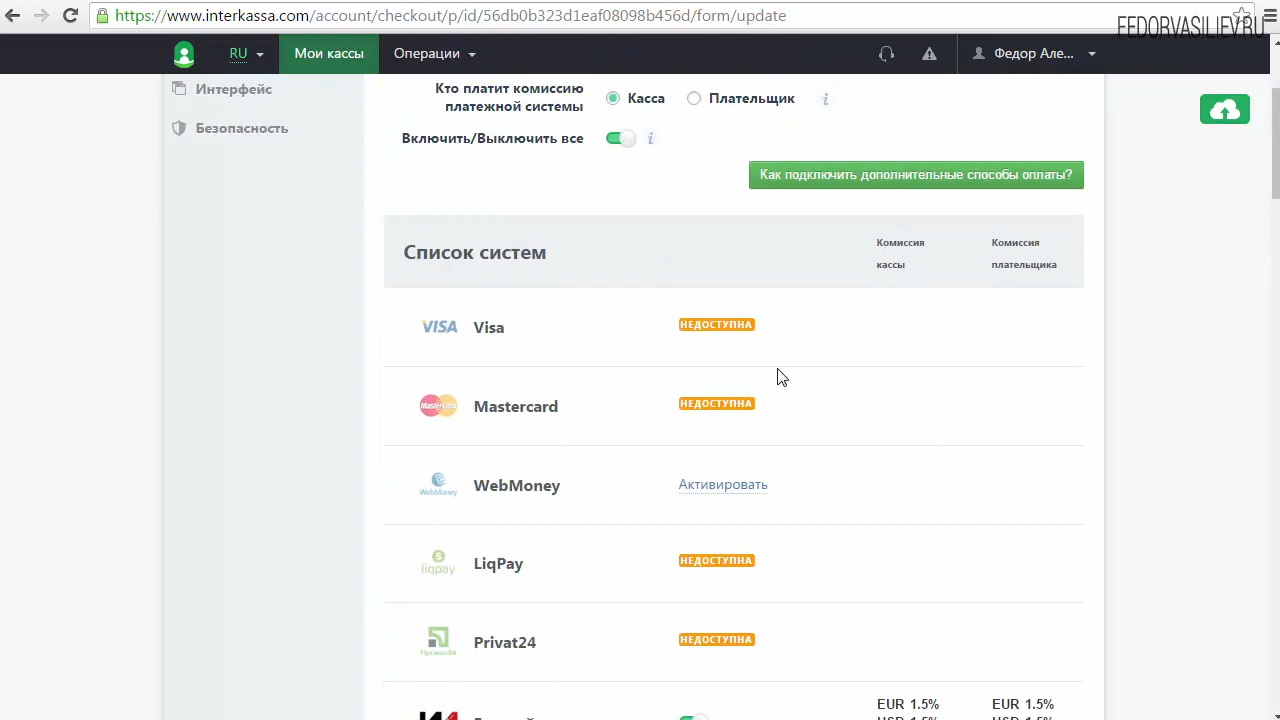 https://www.interkassa.com/account/checkout/p/id/56db0b323d1eaf08098b456d/form/update
FEDORVASILIEV.RU
RU
Мои кассы
Операции
Федор Але...
Интерфейс
Безопасность
Кто платит комиссию
платежной системы
Касса
Плательщик
Включить/Выключить все
Как подключить дополнительные способы оплаты?
Список систем
Комиссия
кассы
Комиссия
плательщика
VISA
Visa
НЕДОСТУПНА
MasterCard
Mastercard
НЕДОСТУПНА
WebMoney
WebMoney
Активировать
liqpay
LiqPay
НЕДОСТУПНА
Приват24
Privat24
НЕДОСТУПНА
EUR 1.5%
EUR 1.5%